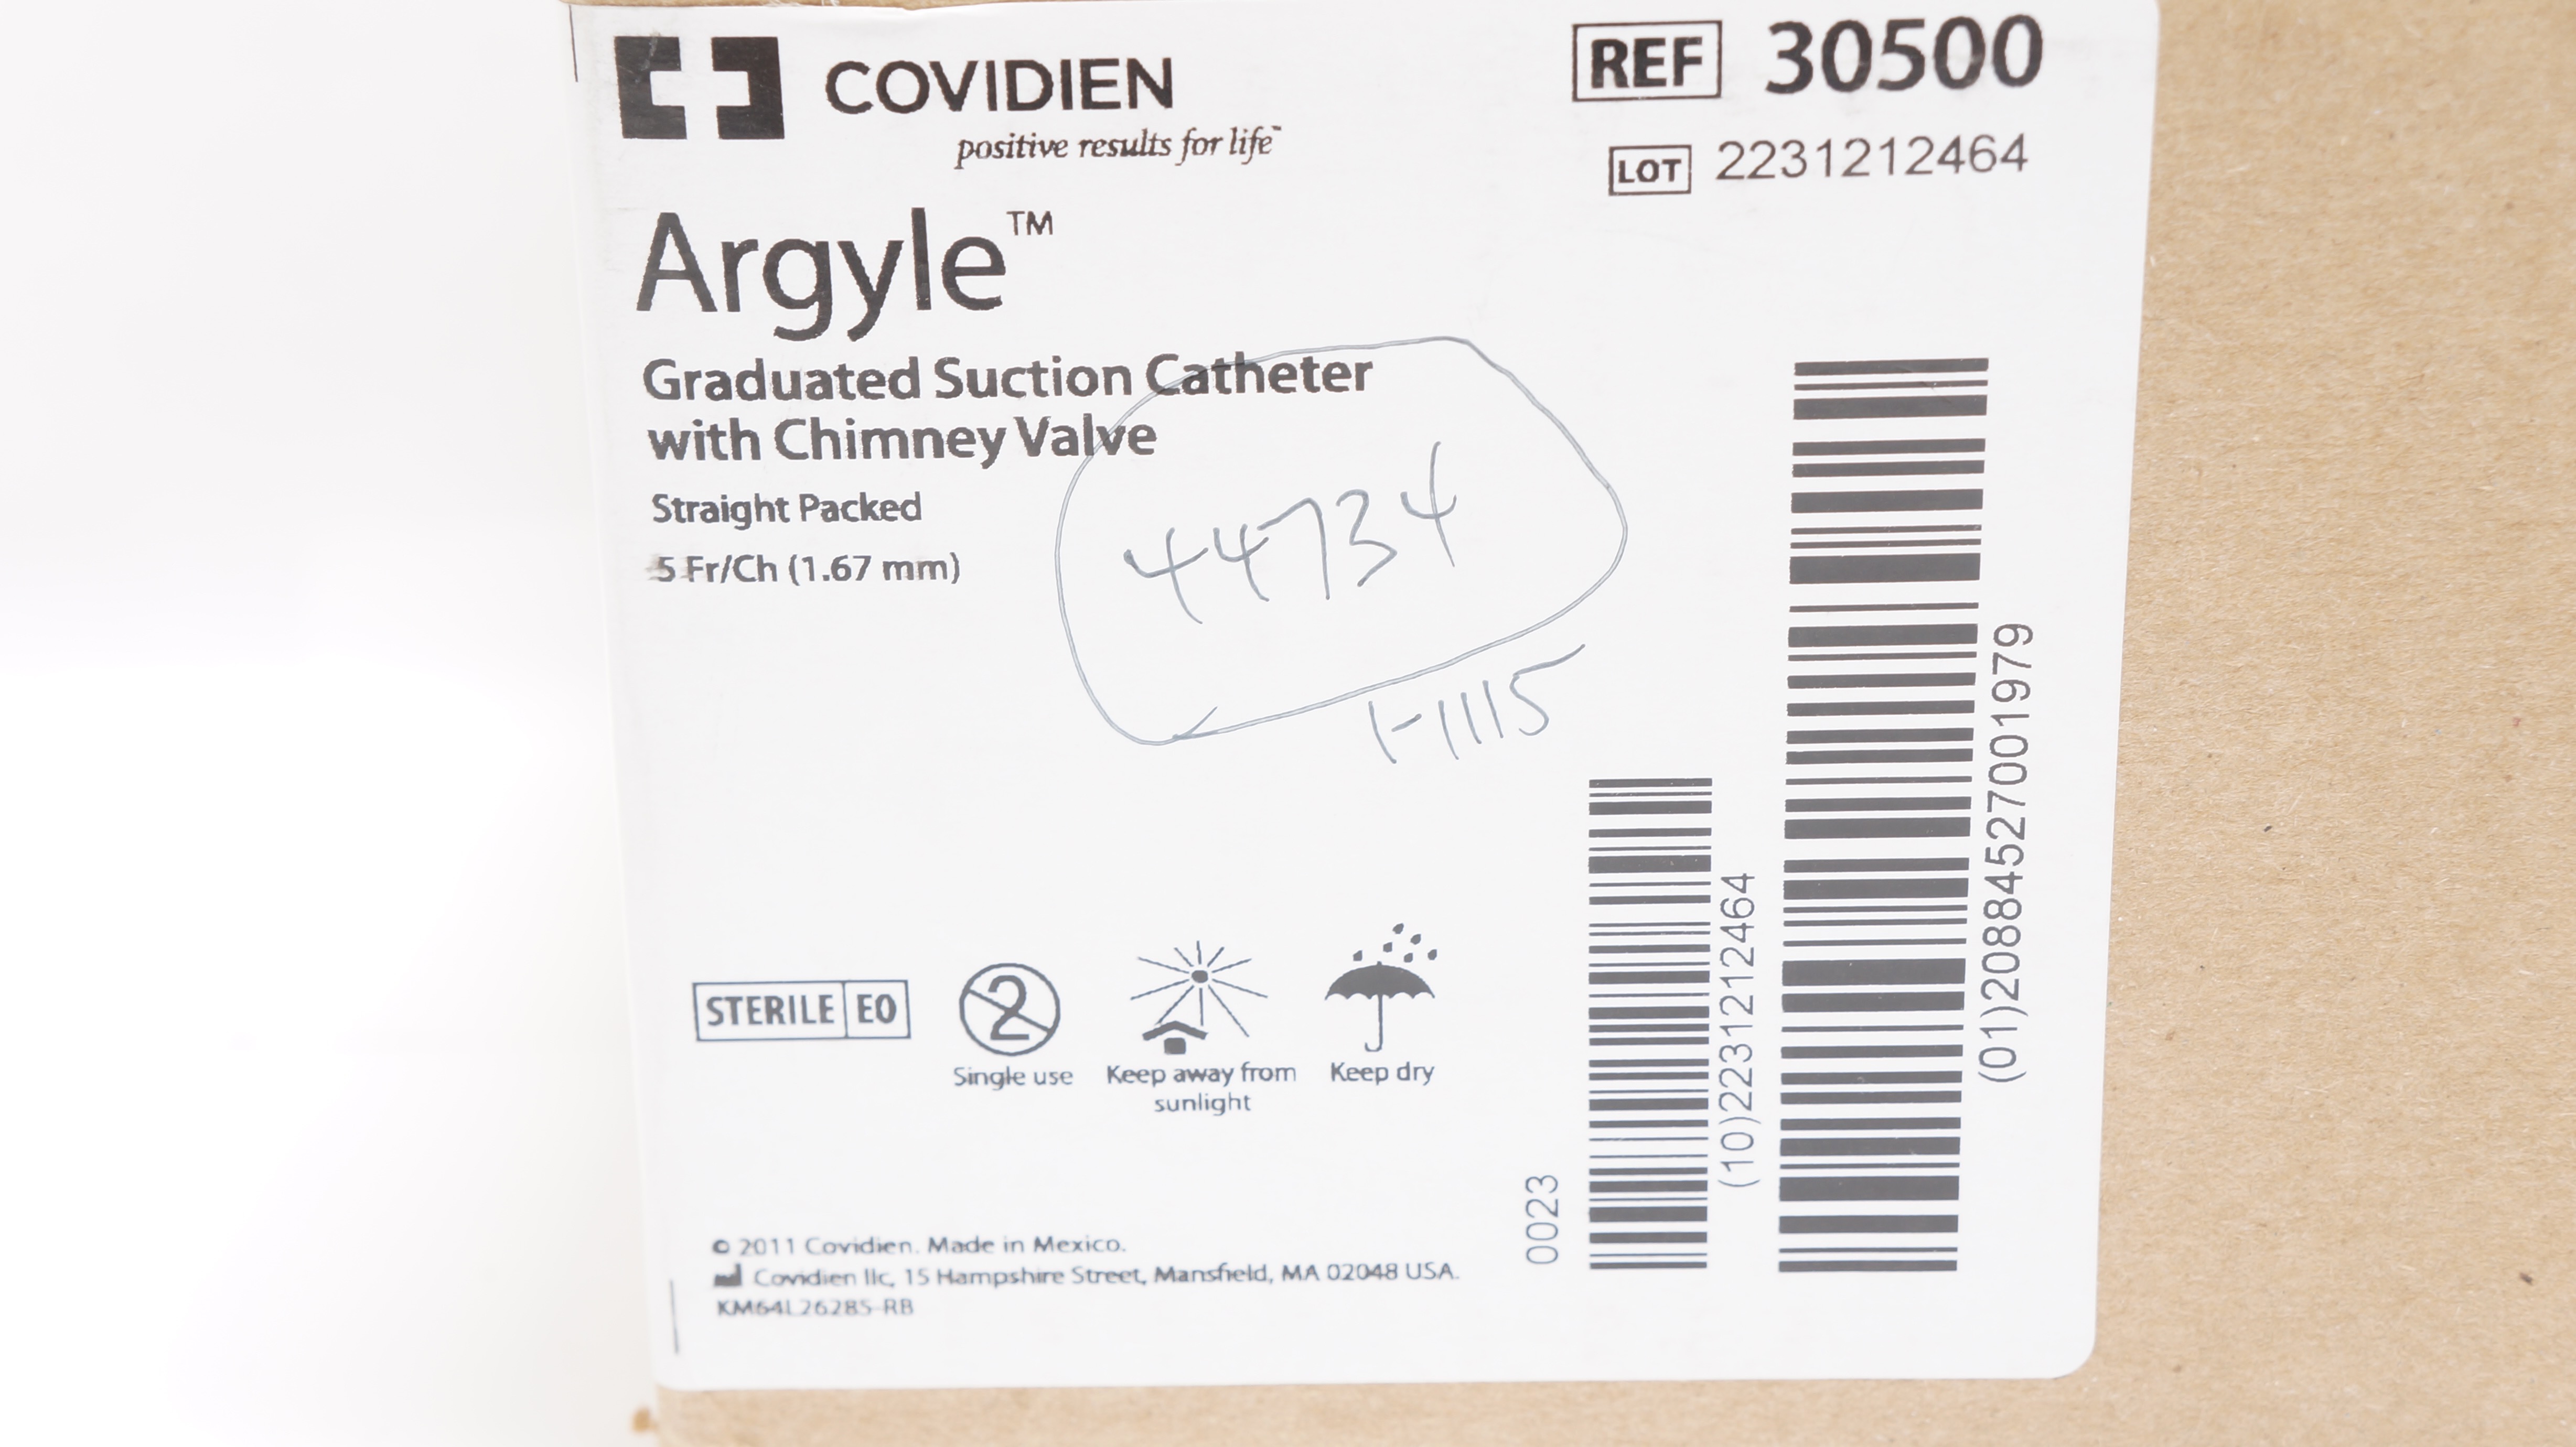 COVIDIEN
positive results for life™
REF 30500
LOT 2231212464
Argyle™
Graduated Suction Catheter
with Chimney Valve
Straight Packed
5 Fr/Ch (1.67 mm)
44734
1-1115
STERILE EO
2
Single use
Keep away from
sunlight
Keep dry
0023
(10)2231212464
(01)20884527001979
© 2011 Covidien. Made in Mexico.
Covidien llc, 15 Hampshire Street, Mansfield, MA 02048 USA.
KM64L26285-RB